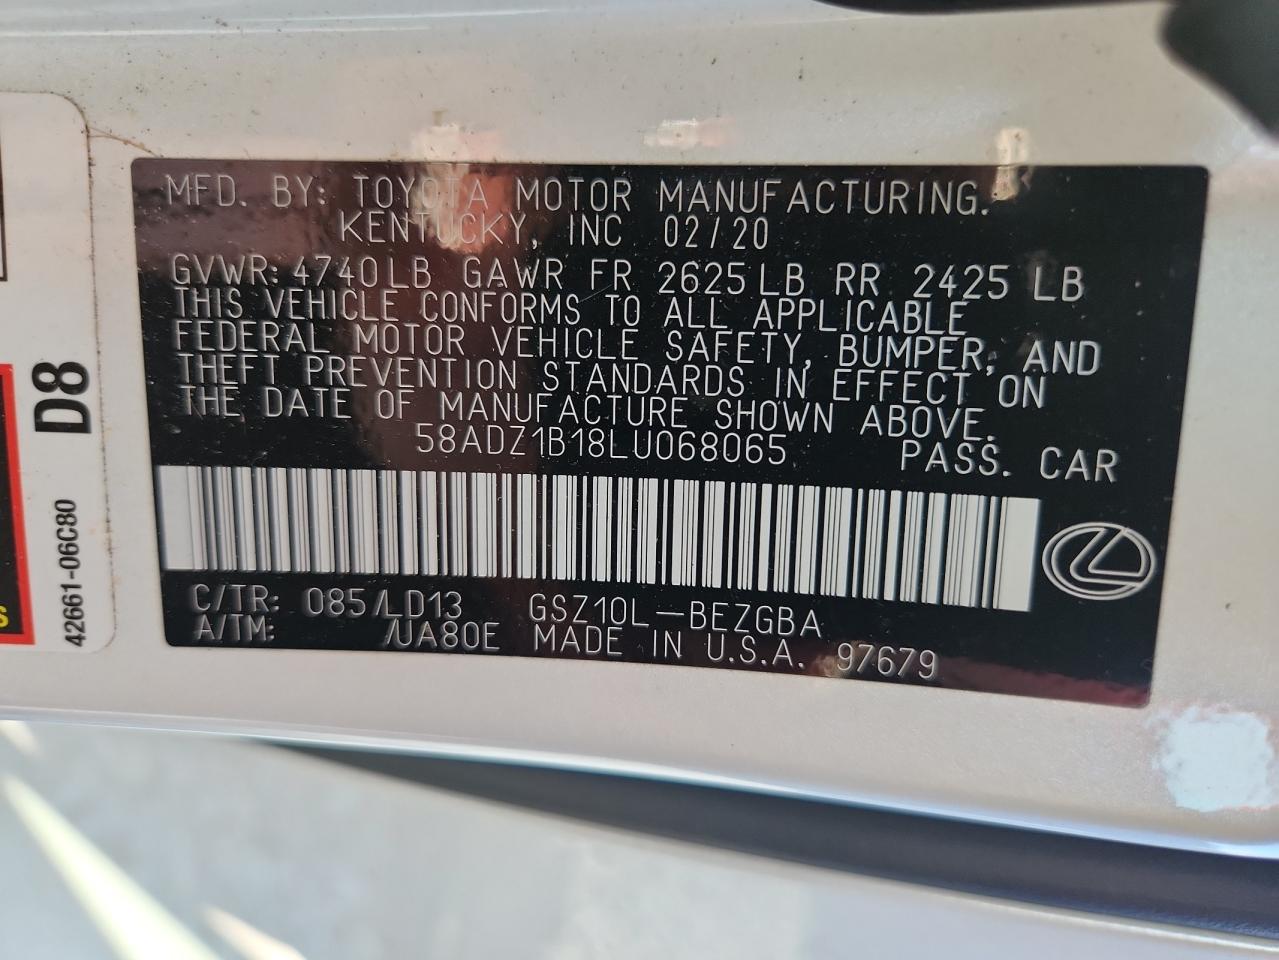 MFD. BY: TOYOTA MOTOR MANUFACTURING.
KENTUCKY, INC 02/20
GVWR: 4740LB GAWR FR 2625LB RR 2425 LB
THIS VEHICLE CONFORMS TO ALL APPLICABLE
FEDERAL MOTOR VEHICLE SAFETY, BUMPER, AND
THEFT PREVENTION STANDARDS IN EFFECT ON
THE DATE OF MANUFACTURE SHOWN ABOVE.
58ADZ1B18LU068065 PASS. CAR
C/TR: 085/LD13 GSZ10L-BEZGBA
A/TM: /UA80E MADE IN U.S.A. 97679
D8
42661-06C80